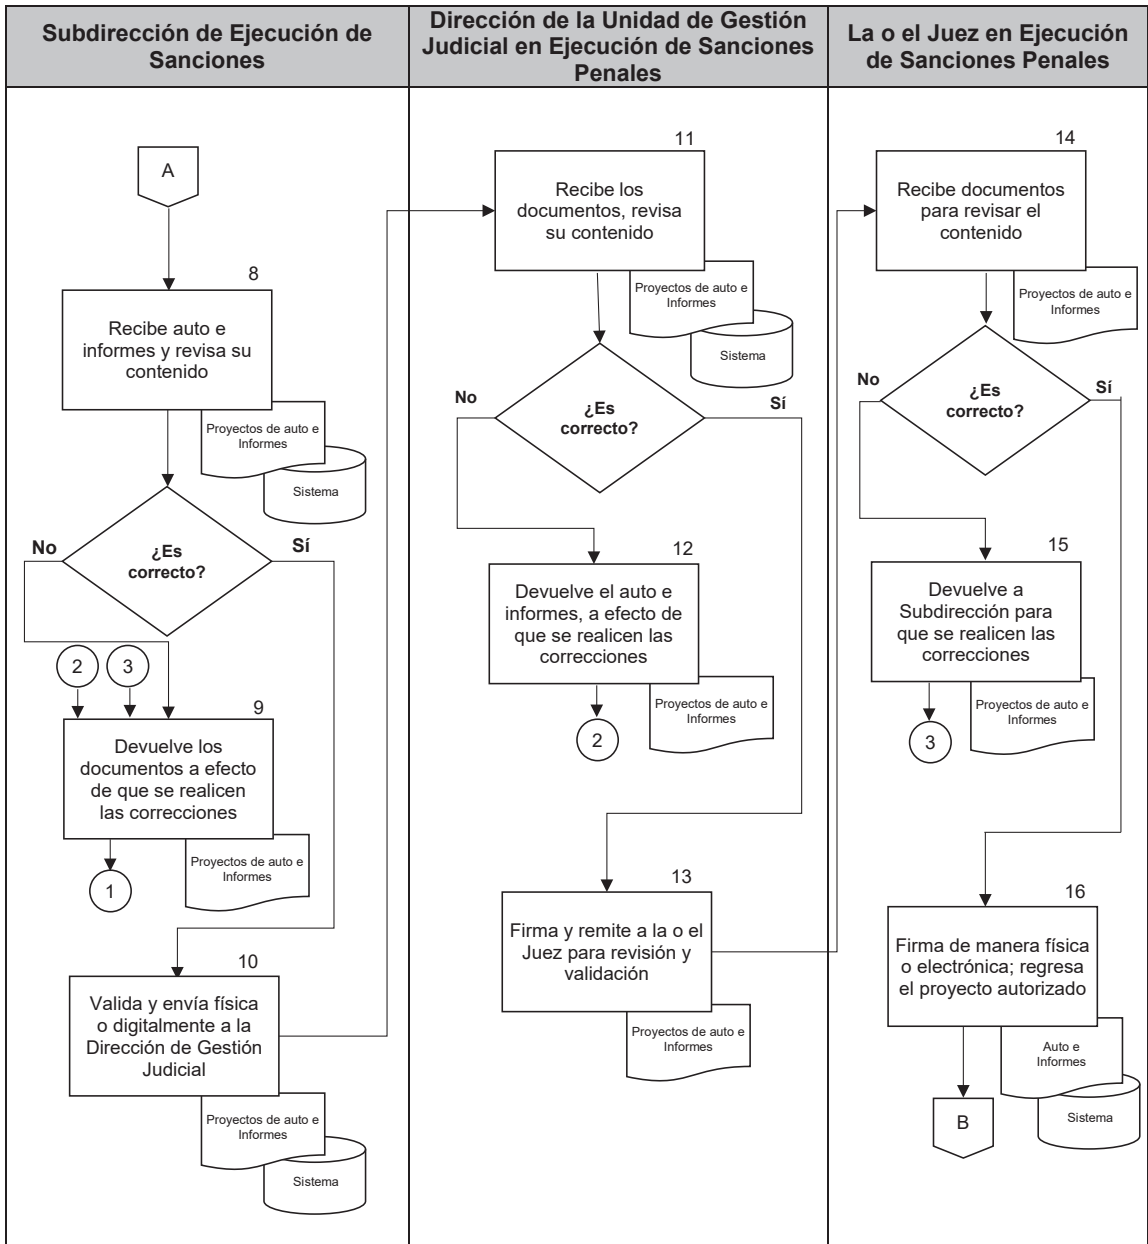 Subdirección de Ejecución de
Sanciones
Dirección de la Unidad de Gestión
Judicial en Ejecución de Sanciones
Penales
La o el Juez en Ejecución
de Sanciones Penales
A
8
Recibe auto e
informes y revisa su
contenido
Proyectos de auto e
Informes
Sistema
¿Es
correcto?
No
Sí
2
3
9
Devuelve los
documentos a efecto
de que se realicen
las correcciones
Proyectos de auto e
Informes
1
10
Valida y envía física
o digitalmente a la
Dirección de Gestión
Judicial
Proyectos de auto e
Informes
Sistema
11
Recibe los
documentos, revisa
su contenido
Proyectos de auto e
Informes
Sistema
¿Es
correcto?
No
Sí
12
Devuelve el auto e
informes, a efecto de
que se realicen las
correcciones
Proyectos de auto e
Informes
2
13
Firma y remite a la o el
Juez para revisión y
validación
Proyectos de auto e
Informes
14
Recibe documentos
para revisar el
contenido
Proyectos de auto e
Informes
¿Es
correcto?
No
Sí
15
Devuelve a
Subdirección para
que se realicen las
correcciones
Proyectos de auto e
Informes
3
16
Firma de manera física
o electrónica; regresa
el proyecto autorizado
Auto e
Informes
Sistema
B